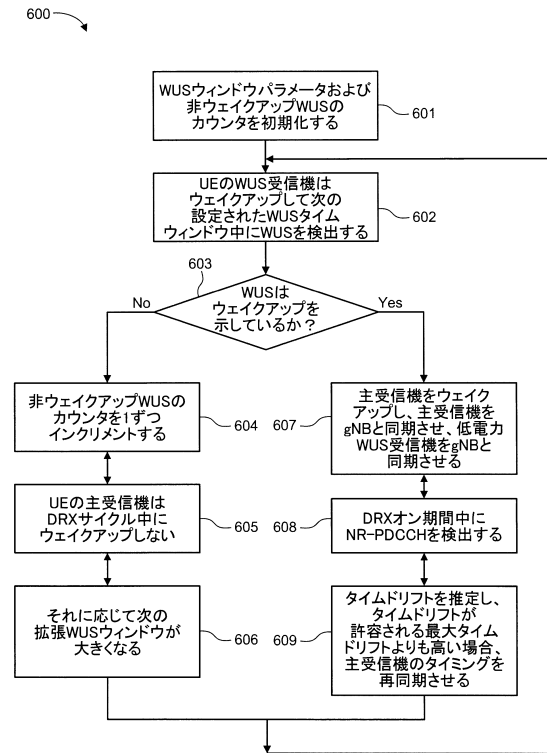 600
WUSウィンドウパラメータおよび
非ウェイクアップWUSの
カウンタを初期化する
601
UEのWUS受信機は
ウェイクアップして次の
設定されたWUSタイム
ウィンドウ中にWUSを検出する
602
603
WUSは
ウェイクアップを
示しているか？
No
Yes
非ウェイクアップWUSの
カウンタを1ずつ
インクリメントする
604
607
主受信機をウェイク
アップし、主受信機を
gNBと同期させ、低電力
WUS受信機をgNBと
同期させる
UEの主受信機は
DRXサイクル中に
ウェイクアップしない
605
608
DRXオン期間中に
NR-PDCCHを検出する
それに応じて次の
拡張WUSウィンドウが
大きくなる
606
609
タイムドリフトを推定し、
タイムドリフトが
許容される最大タイム
ドリフトよりも高い場合、
主受信機のタイミングを
再同期させる